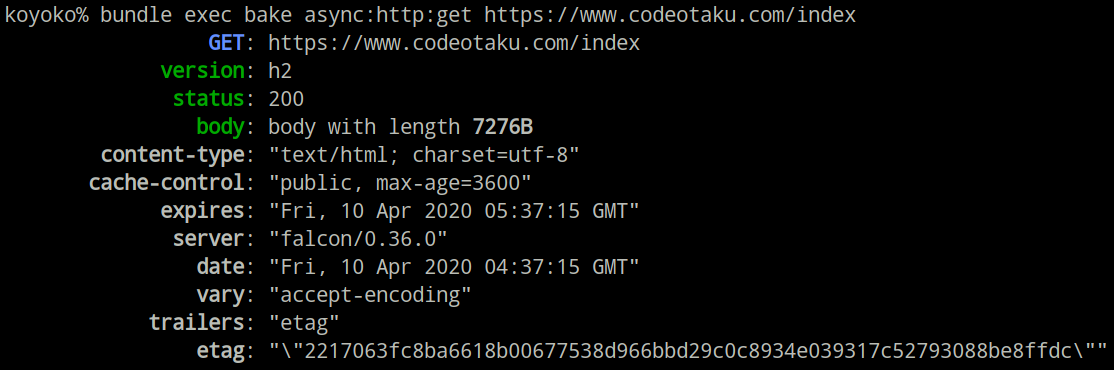 koyoko% bundle exec bake async:http:get https://www.codeotaku.com/index
GET: https://www.codeotaku.com/index
version: h2
status: 200
body: body with length 7276B
content-type: "text/html; charset=utf-8"
cache-control: "public, max-age=3600"
expires: "Fri, 10 Apr 2020 05:37:15 GMT"
server: "falcon/0.36.0"
date: "Fri, 10 Apr 2020 04:37:15 GMT"
vary: "accept-encoding"
trailers: "etag"
etag: "\"2217063fc8ba6618b00677538d966bbd29c0c8934e039317c52793088be8ffdc\""